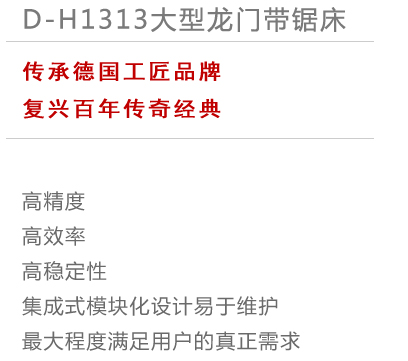 D-H1313大型龙门带锯床
传承德国工匠品牌
复兴百年传奇经典
高精度
高效率
高稳定性
集成式模块化设计易于维护
最大程度满足用户的真正需求